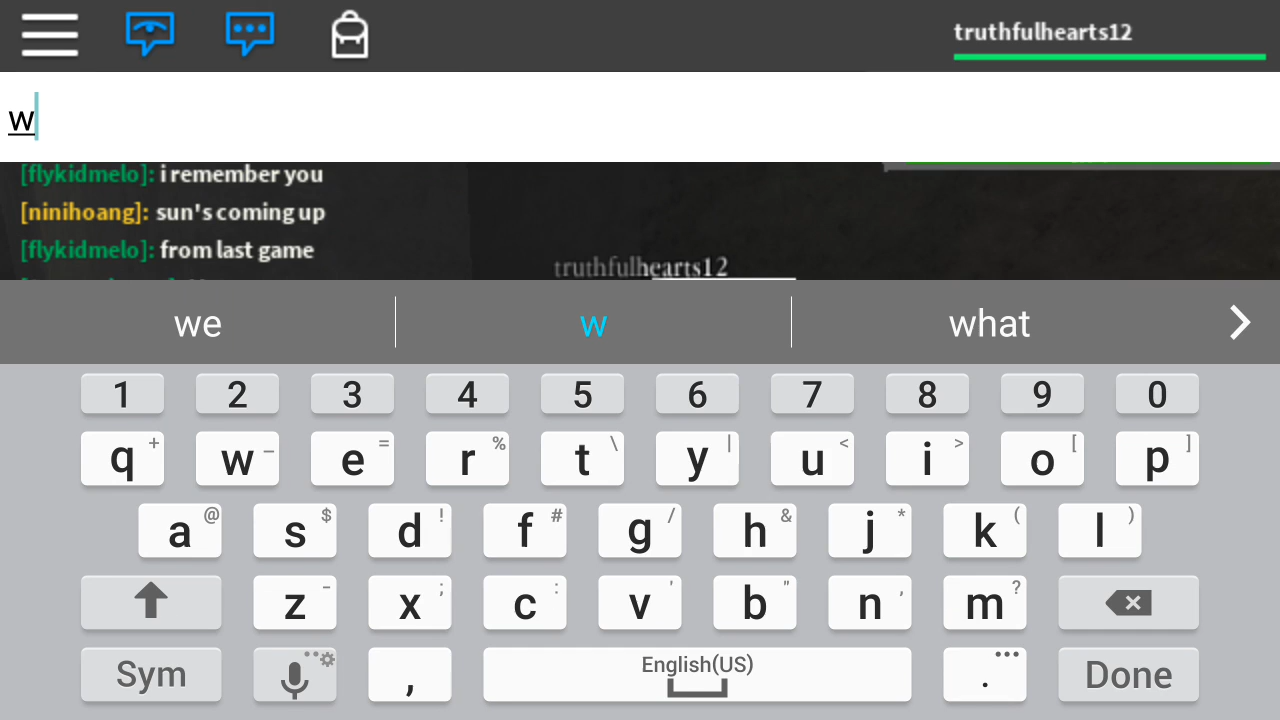 truthfulhearts12
w
[flykidmelo]: i remember you
[ninihoang]: sun's coming up
[flykidmelo]: from last game
truthfulhearts12
we w what
1 2 3 4 5 6 7 8 9 0
q + w _ e = r % t \ y | u < i > o [ p ]
a @ s $ d ! f # g / h & j * k ( l )
z - x ; c : v ' b " n , m ?
Sym , English(US) . Done